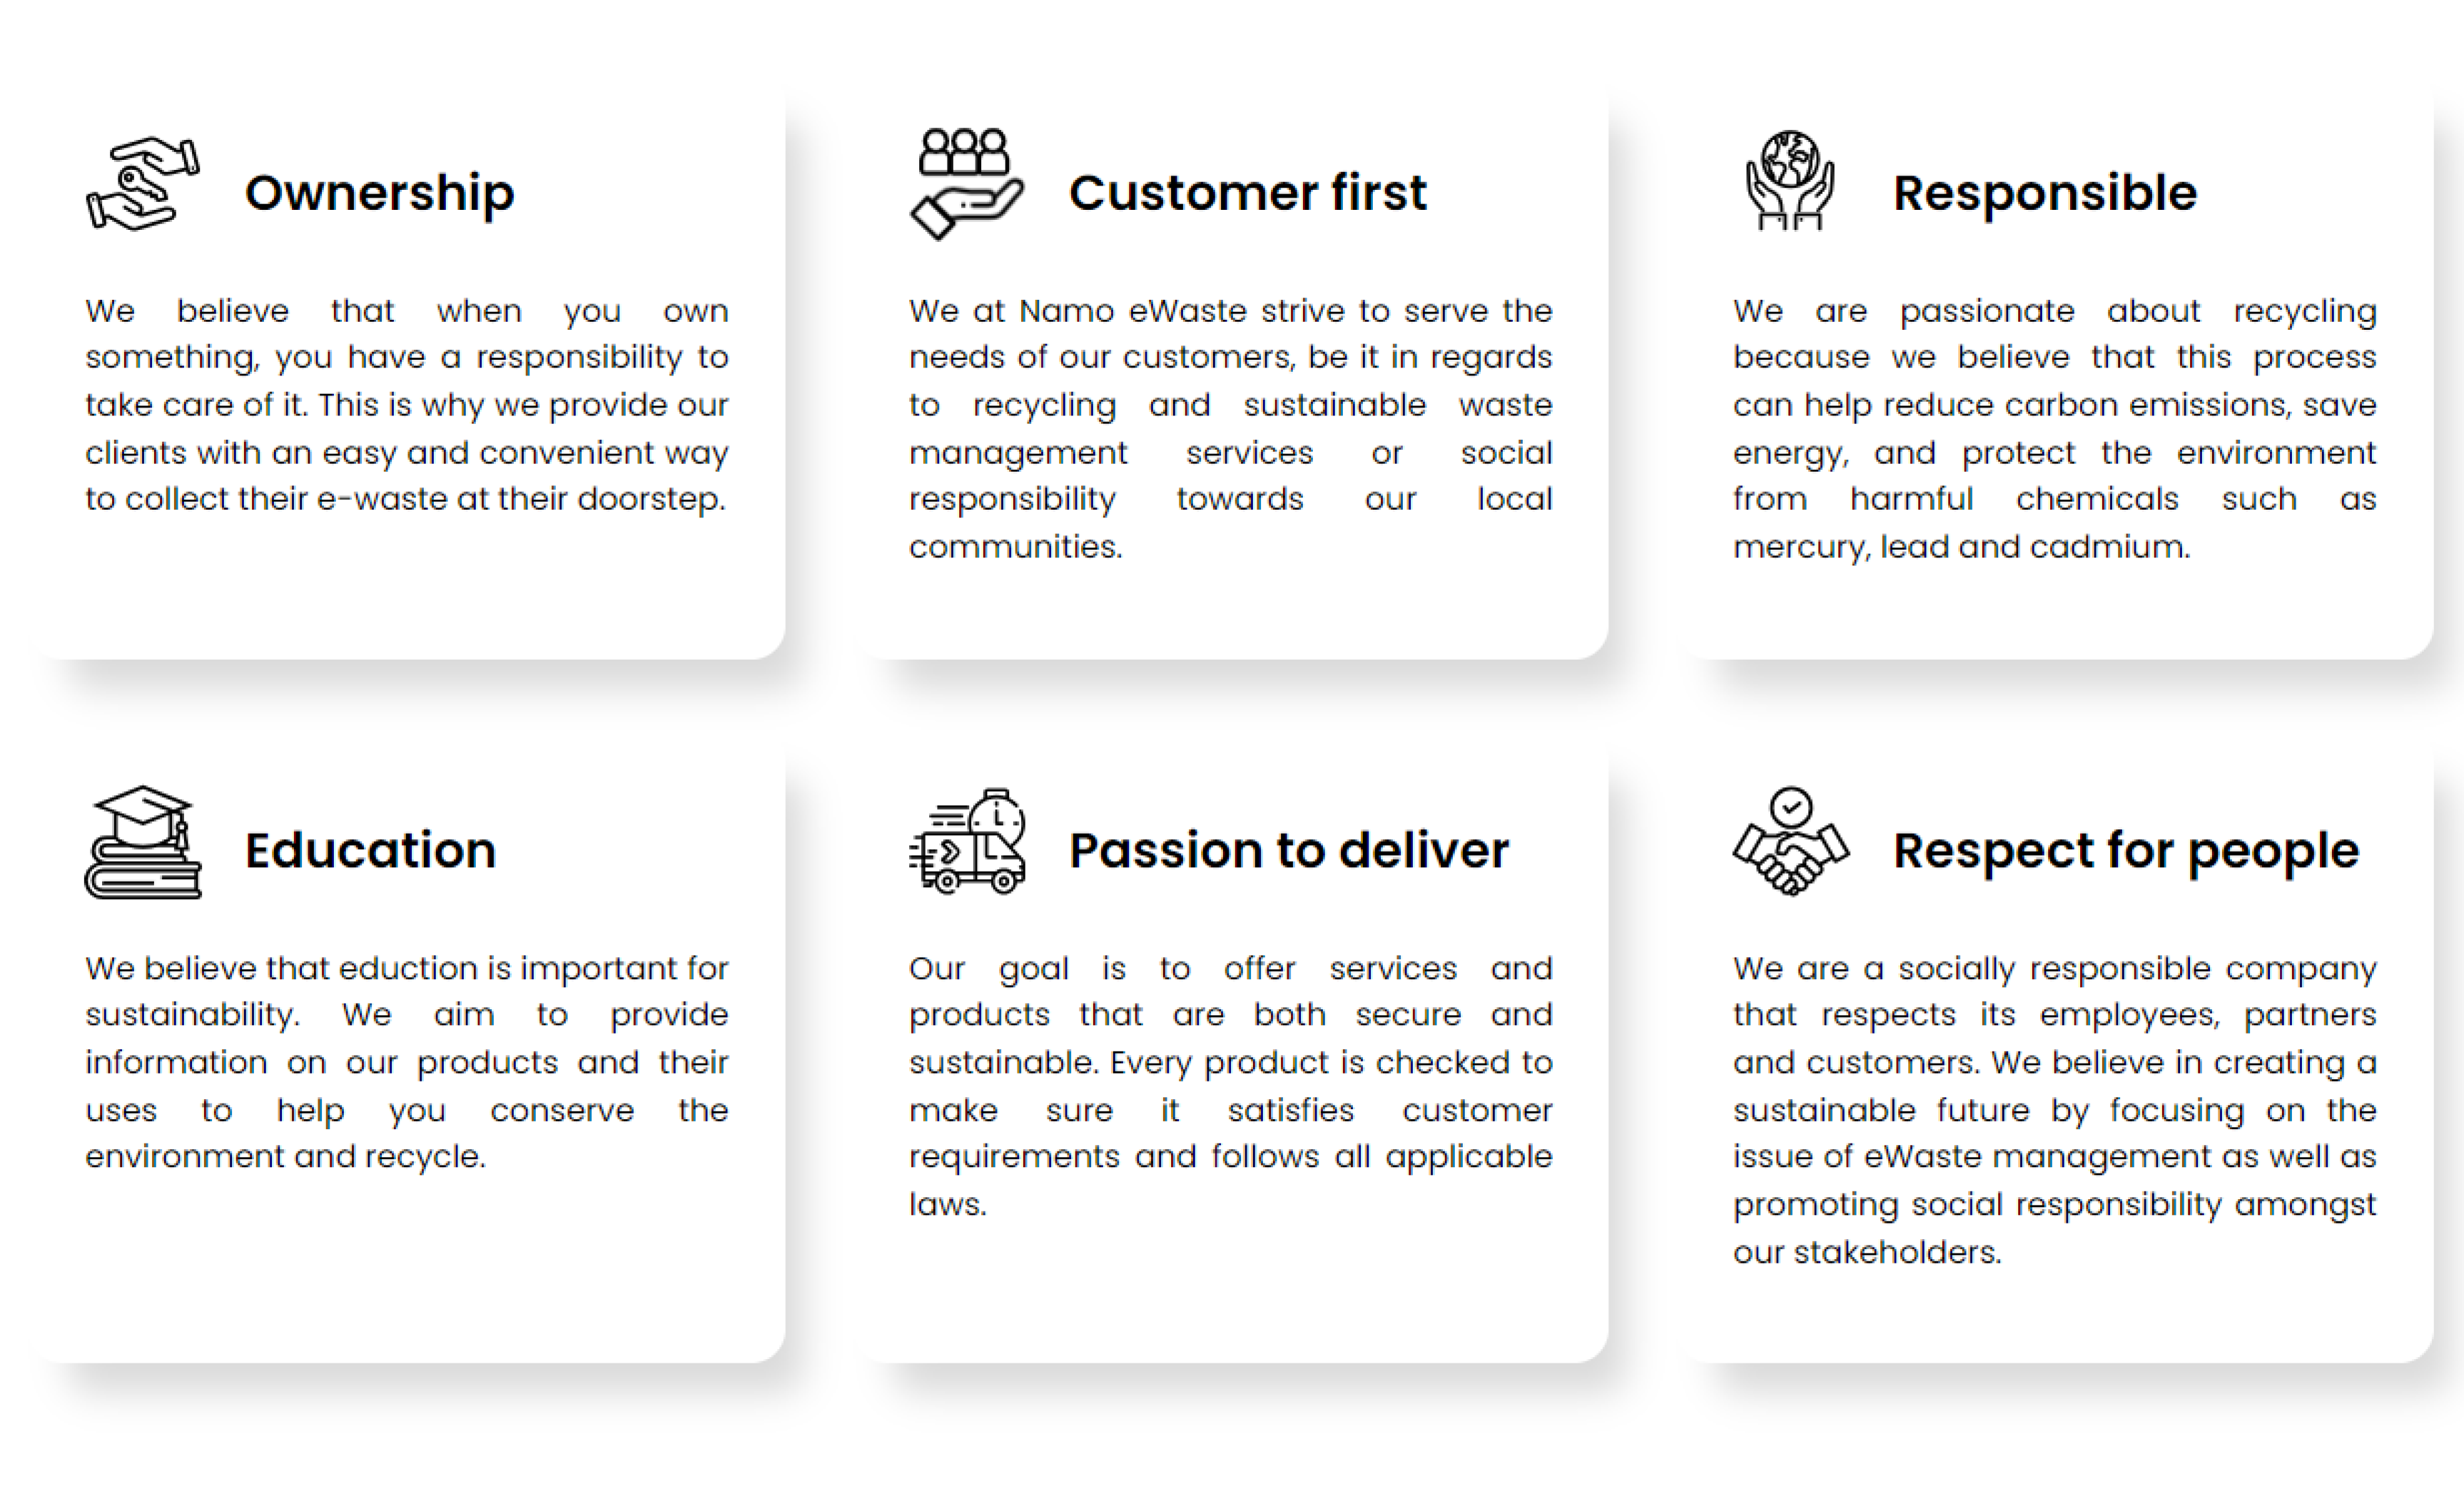 Ownership
We believe that when you own
something, you have a responsibility to
take care of it. This is why we provide our
clients with an easy and convenient way
to collect their e-waste at their doorstep.
Customer first
We at Namo eWaste strive to serve the
needs of our customers, be it in regards
to recycling and sustainable waste
management services or social
responsibility towards our local
communities.
Responsible
We are passionate about recycling
because we believe that this process
can help reduce carbon emissions, save
energy, and protect the environment
from harmful chemicals such as
mercury, lead and cadmium.
Education
We believe that eduction is important for
sustainability. We aim to provide
information on our products and their
uses to help you conserve the
environment and recycle.
Passion to deliver
Our goal is to offer services and
products that are both secure and
sustainable. Every product is checked to
make sure it satisfies customer
requirements and follows all applicable
laws.
Respect for people
We are a socially responsible company
that respects its employees, partners
and customers. We believe in creating a
sustainable future by focusing on the
issue of eWaste management as well as
promoting social responsibility amongst
our stakeholders.